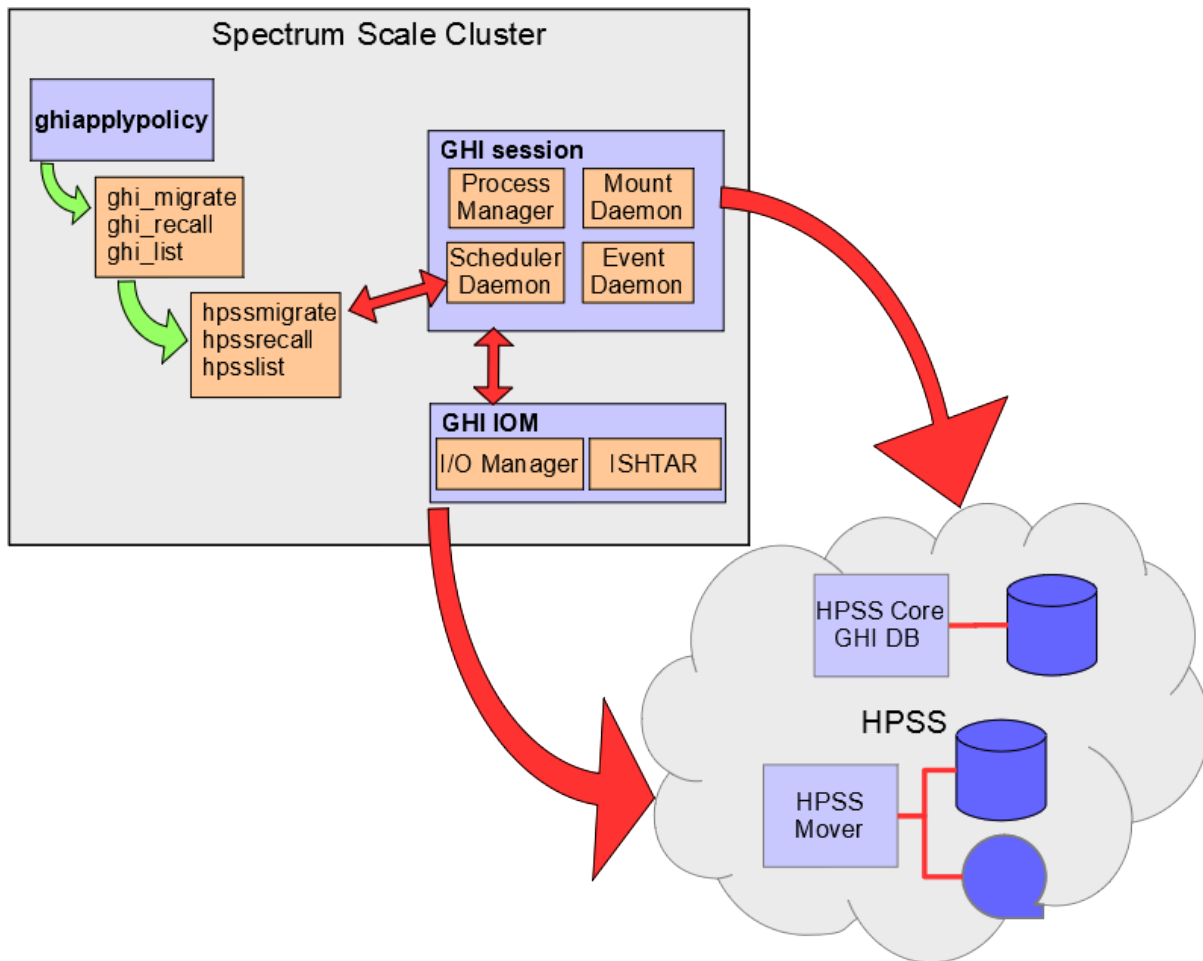 Spectrum Scale Cluster
ghiapplypolicy
ghi_migrate
ghi_recall
ghi_list
hpssmigrate
hpssrecall
hpsslist
GHI session
Process
Manager
Mount
Daemon
Scheduler
Daemon
Event
Daemon
GHI IOM
I/O Manager
ISHTAR
HPSS Core
GHI DB
HPSS
HPSS
Mover